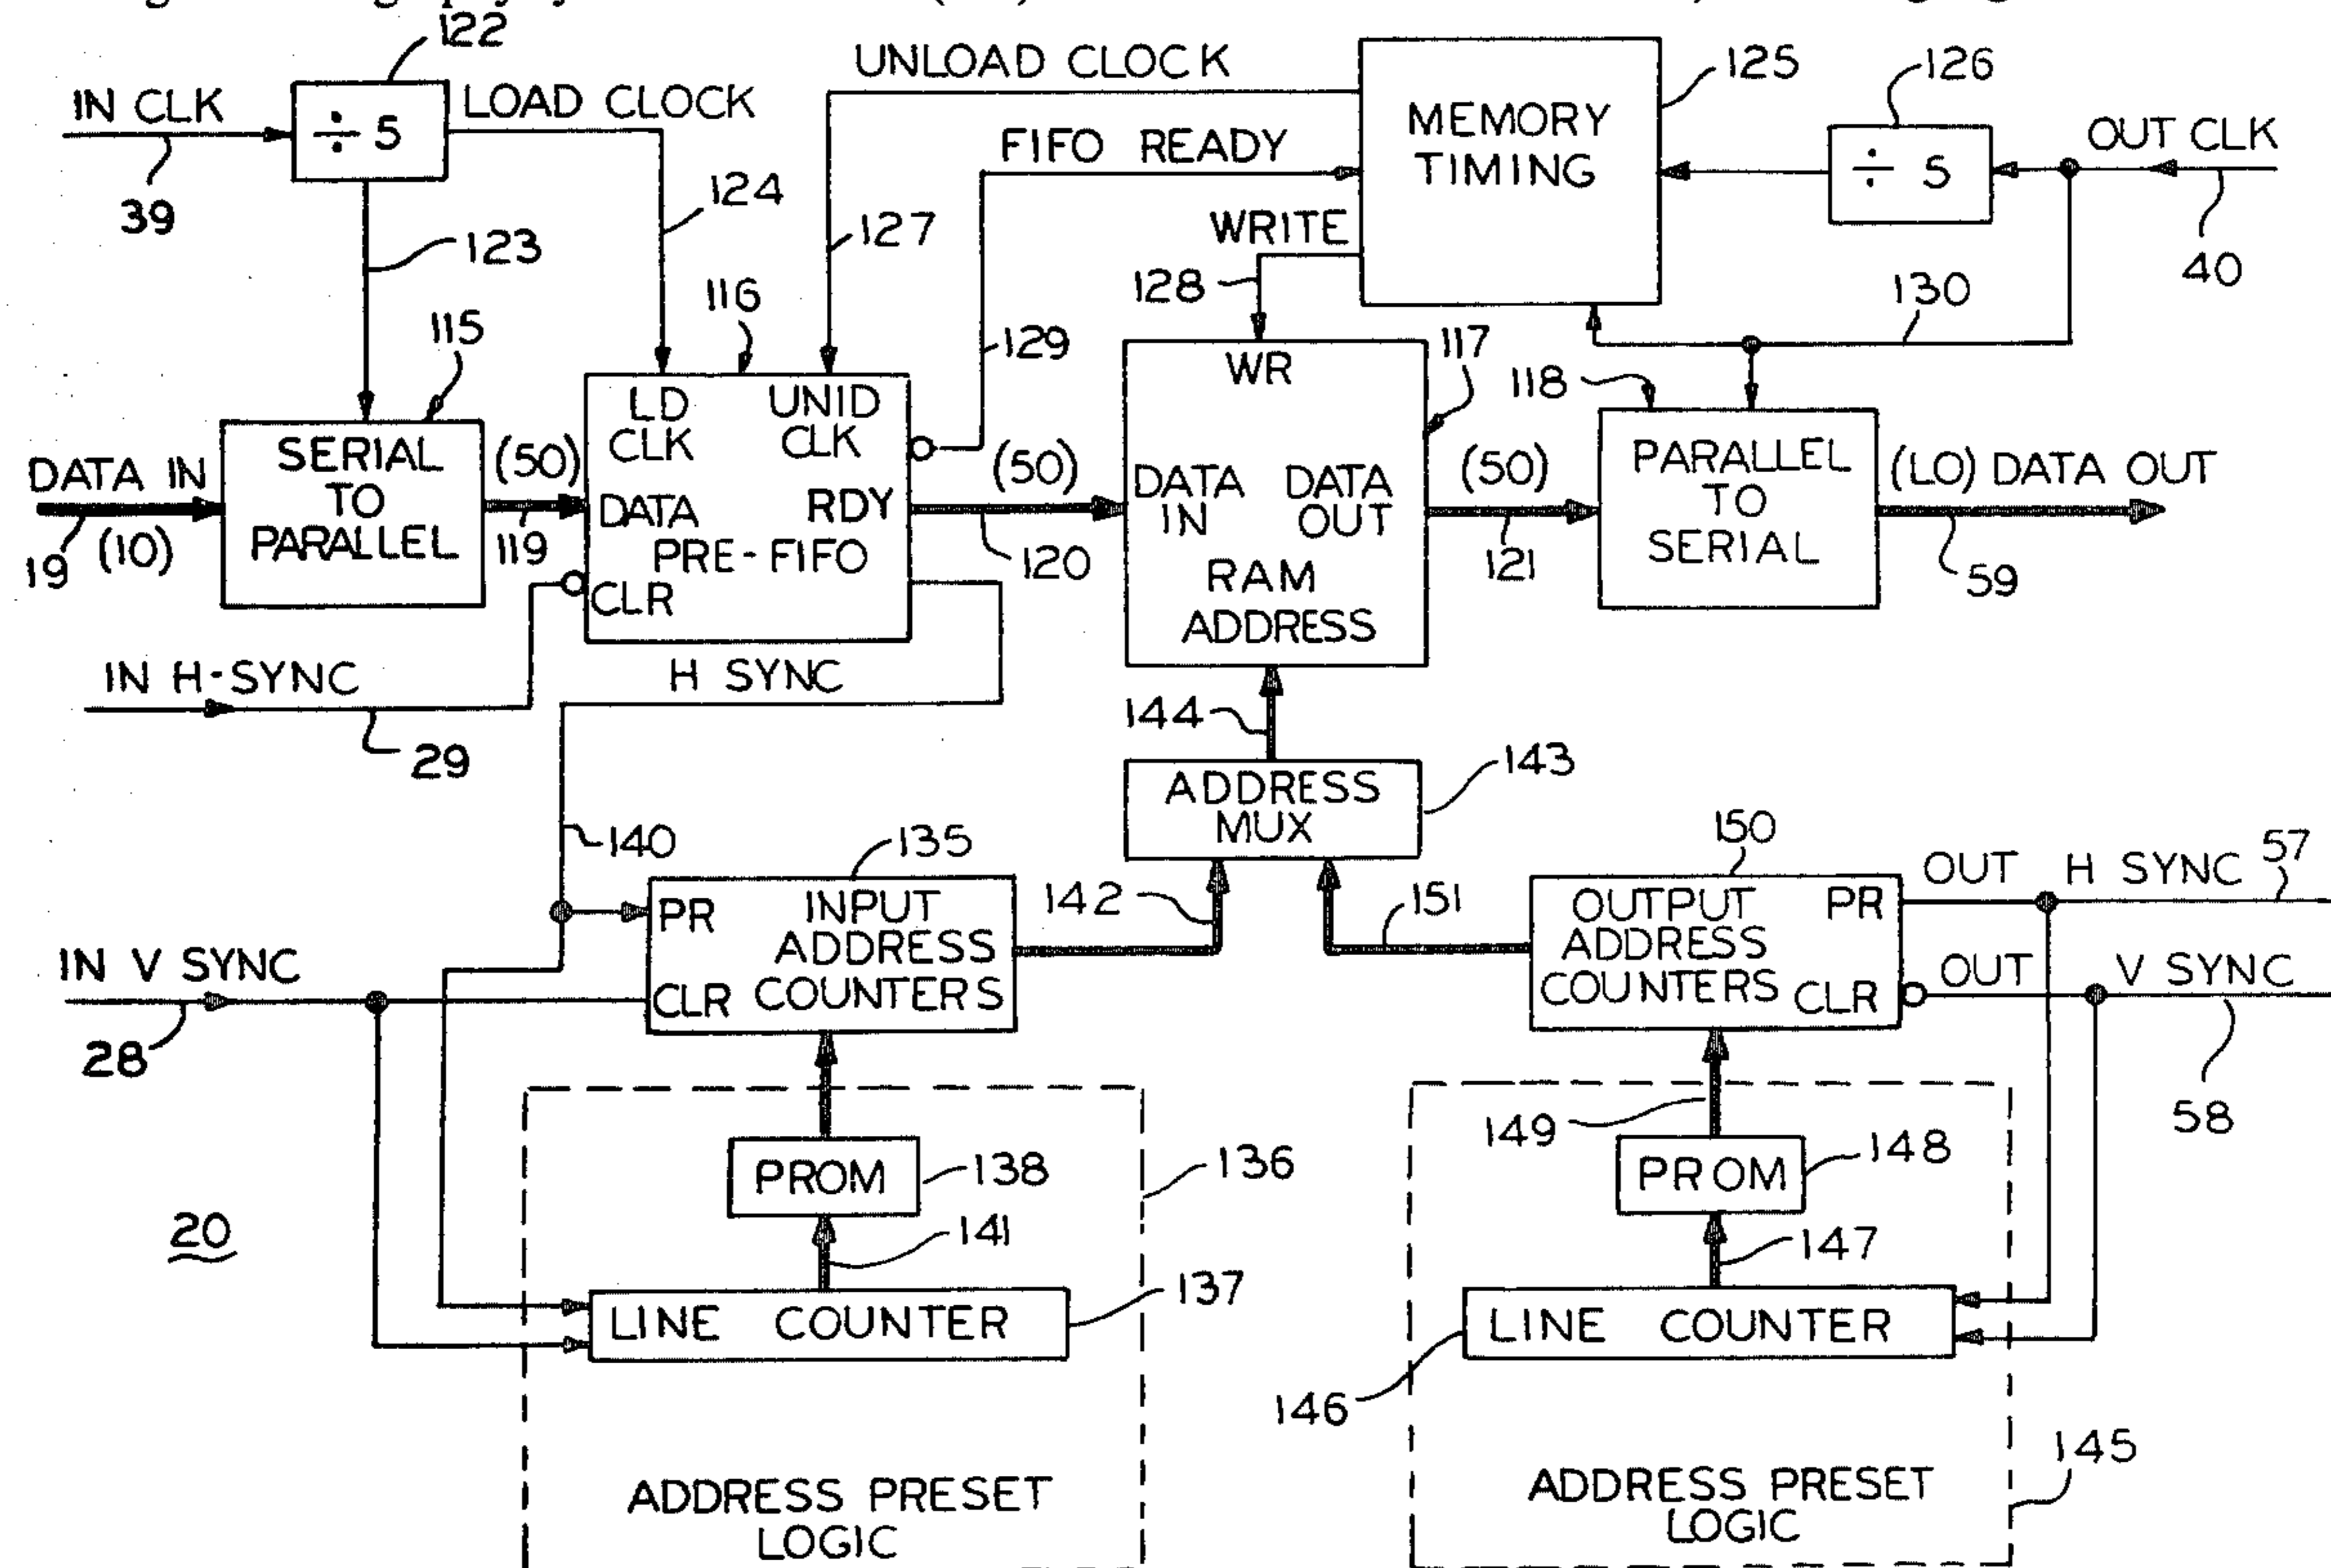 122
UNLOAD CLOCK
IN CLK
÷ 5
LOAD CLOCK
MEMORY
TIMING
125
126
÷ 5
OUT CLK
FIFO READY
39
124
127
WRITE
128
40
123
116
129
130
115
WR
117
118
LD
CLK
UNID
CLK
SERIAL
TO
PARALLEL
DATA IN
(10)
19
(50)
119
DATA
RDY
PRE-FIFO
CLR
(50)
120
DATA
IN
DATA
OUT
RAM
ADDRESS
(50)
121
PARALLEL
TO
SERIAL
(LO) DATA OUT
59
IN H-SYNC
29
H SYNC
144
ADDRESS
MUX
143
140
135
142
151
150
PR
INPUT
ADDRESS
COUNTERS
CLR
OUTPUT
ADDRESS
COUNTERS
PR
CLR
OUT H SYNC 57
OUT V SYNC
58
IN V SYNC
28
PROM
138
136
149
PROM
148
20
141
137
147
LINE COUNTER
LINE COUNTER
146
145
ADDRESS PRESET
LOGIC
ADDRESS PRESET
LOGIC